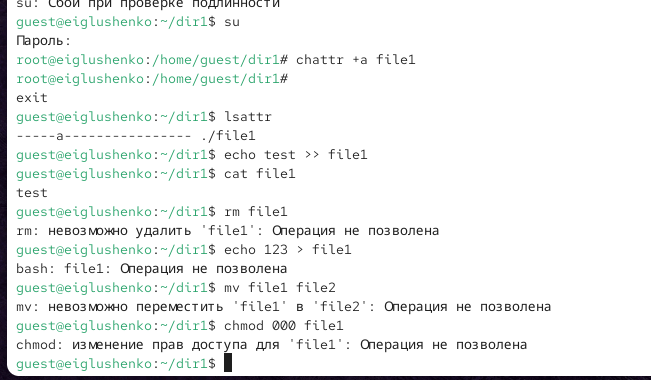 su: Сбой при проверке подлинности
guest@eiglushenko:~/dir1$ su
Пароль:
root@eiglushenko:/home/guest/dir1# chattr +a file1
root@eiglushenko:/home/guest/dir1#
exit
guest@eiglushenko:~/dir1$ lsattr
-----a---------------- ./file1
guest@eiglushenko:~/dir1$ echo test >> file1
guest@eiglushenko:~/dir1$ cat file1
test
guest@eiglushenko:~/dir1$ rm file1
rm: невозможно удалить 'file1': Операция не позволена
guest@eiglushenko:~/dir1$ echo 123 > file1
bash: file1: Операция не позволена
guest@eiglushenko:~/dir1$ mv file1 file2
mv: невозможно переместить 'file1' в 'file2': Операция не позволена
guest@eiglushenko:~/dir1$ chmod 000 file1
chmod: изменение прав доступа для 'file1': Операция не позволена
guest@eiglushenko:~/dir1$